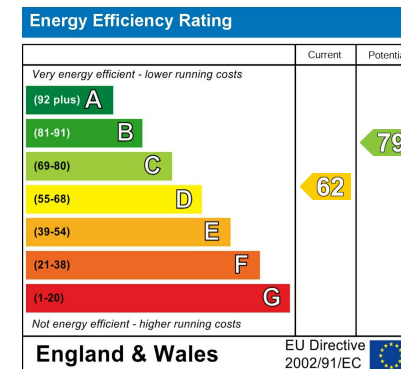 Energy Efficiency Rating
Current
Very energy efficient - lower running costs
(92 plus) A
(81-91) B
(69-80) C
(55-68) D
(39-54) E
(21-38) F
(1-20) G
62
79
Not energy efficient - higher running costs
England & Wales
EU Directive
2002/91/EC